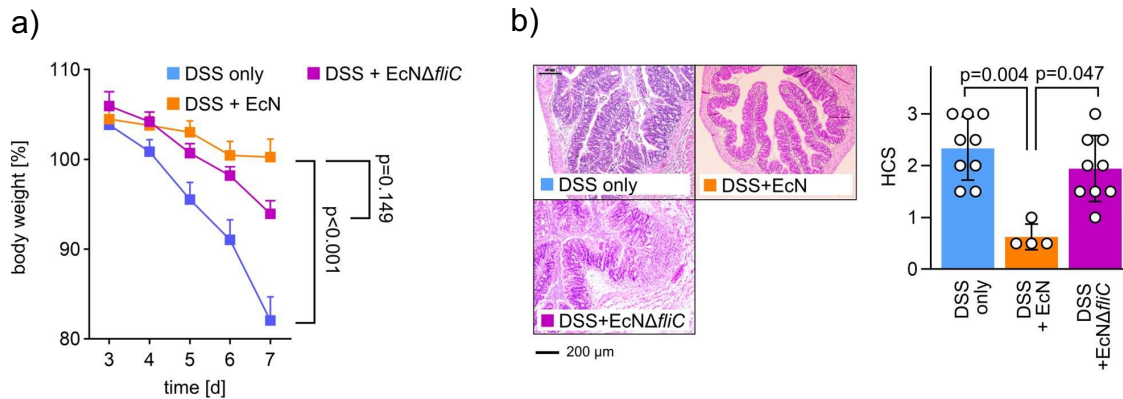 a)
DSS only
DSS + EcNΔfliC
DSS + EcN
110
100
90
80
body weight [%]
3 4 5 6 7
time [d]
p=0.149
p<0.001
b)
DSS only
DSS+EcN
DSS+EcNΔfliC
200 µm
p=0.004
p=0.047
3
2
1
0
HCS
DSS
only
DSS
+ EcN
DSS
+EcNΔfliC